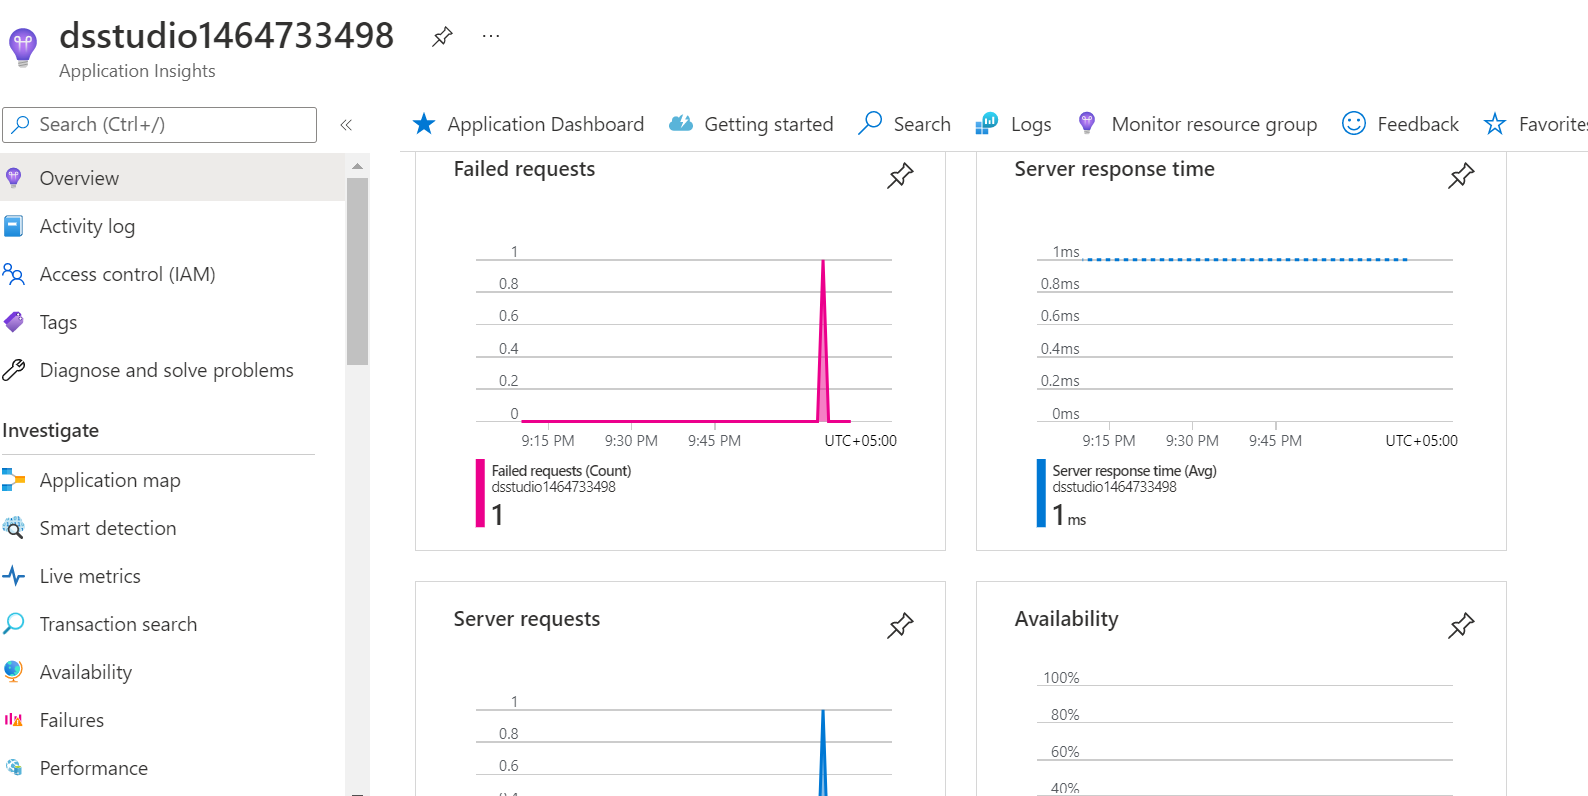 dsstudio1464733498
Application Insights
Search (Ctrl+/)
«
Application Dashboard
Getting started
Search
Logs
Monitor resource group
Feedback
Favorites
Overview
Activity log
Access control (IAM)
Tags
Diagnose and solve problems
Investigate
Application map
Smart detection
Live metrics
Transaction search
Availability
Failures
Performance
Failed requests
1
0.8
0.6
0.4
0.2
0
9:15 PM 9:30 PM 9:45 PM UTC+05:00
Failed requests (Count)
dsstudio1464733498
1
Server response time
1ms
0.8ms
0.6ms
0.4ms
0.2ms
0ms
9:15 PM 9:30 PM 9:45 PM UTC+05:00
Server response time (Avg)
dsstudio1464733498
1 ms
Server requests
1
0.8
0.6
Availability
100%
80%
60%
40%